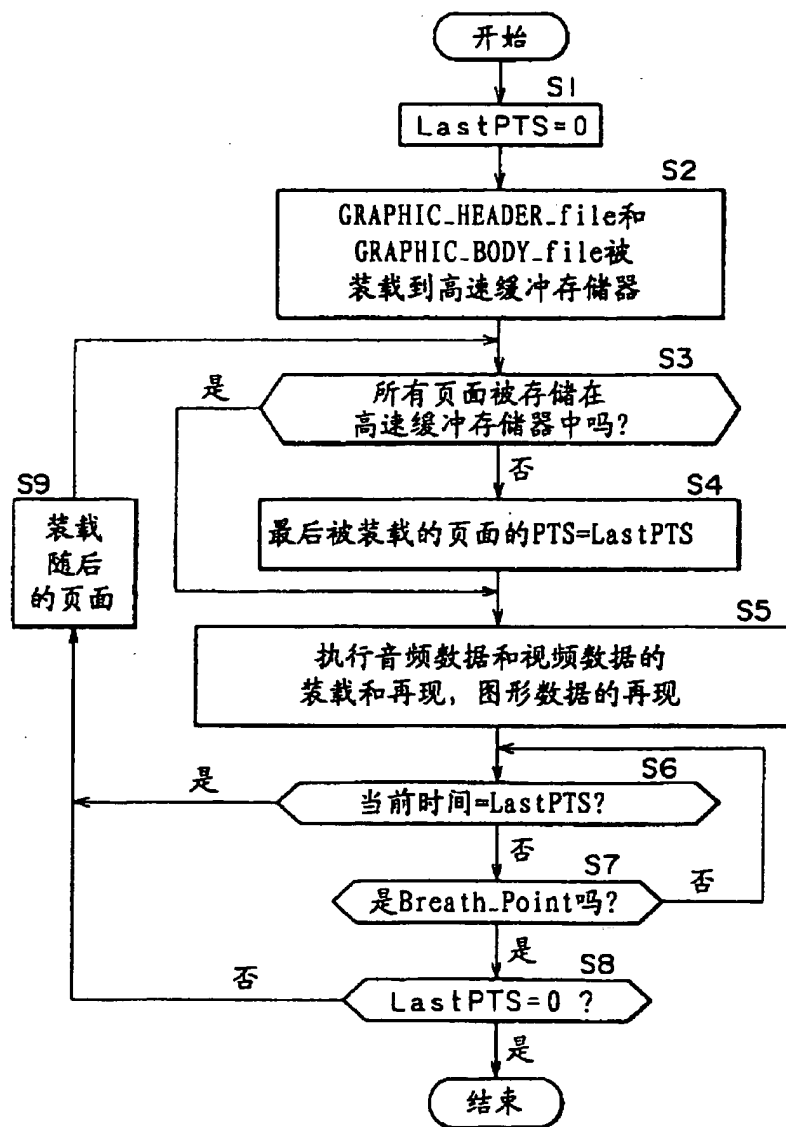 开始
S1
LastPTS=0
S2
GRAPHIC_HEADER_file和
GRAPHIC_BODY_file被
装载到高速缓冲存储器
S3
所有页面被存储在
高速缓冲存储器中吗?
是
否
S4
最后被装载的页面的PTS=LastPTS
S9
装载
随后
的页面
S5
执行音频数据和视频数据的
装载和再现，图形数据的再现
S6
当前时间=LastPTS?
是
否
S7
是Breath_Point吗?
否
是
S8
LastPTS=0 ?
否
是
结束